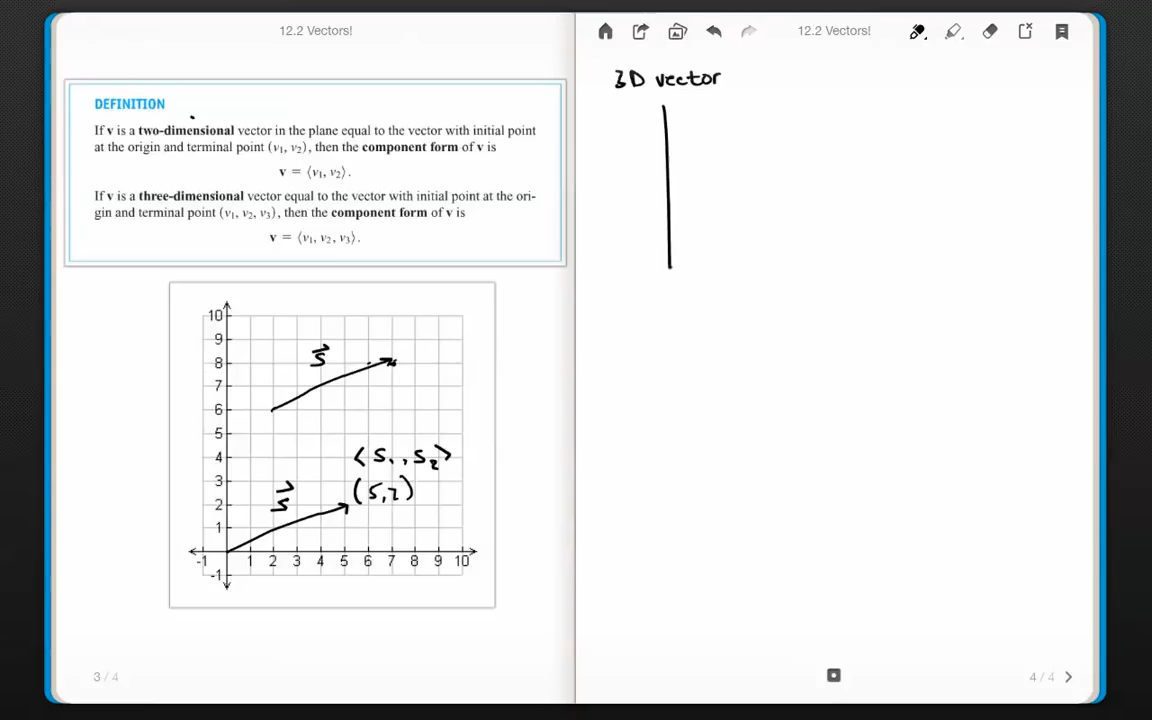 12.2 Vectors!
DEFINITION
If v is a two-dimensional vector in the plane equal to the vector with initial point
at the origin and terminal point (v₁, v₂), then the component form of v is
v = ⟨v₁, v₂⟩.
If v is a three-dimensional vector equal to the vector with initial point at the ori-
gin and terminal point (v₁, v₂, v₃), then the component form of v is
v = ⟨v₁, v₂, v₃⟩.
10
9
8
7
6
5
4
3
2
1
-1
-1 1 2 3 4 5 6 7 8 9 10
s⃗
⟨s₁, s₂⟩
s⃗ (5,2)
3 / 4
12.2 Vectors!
3D vector
4 / 4